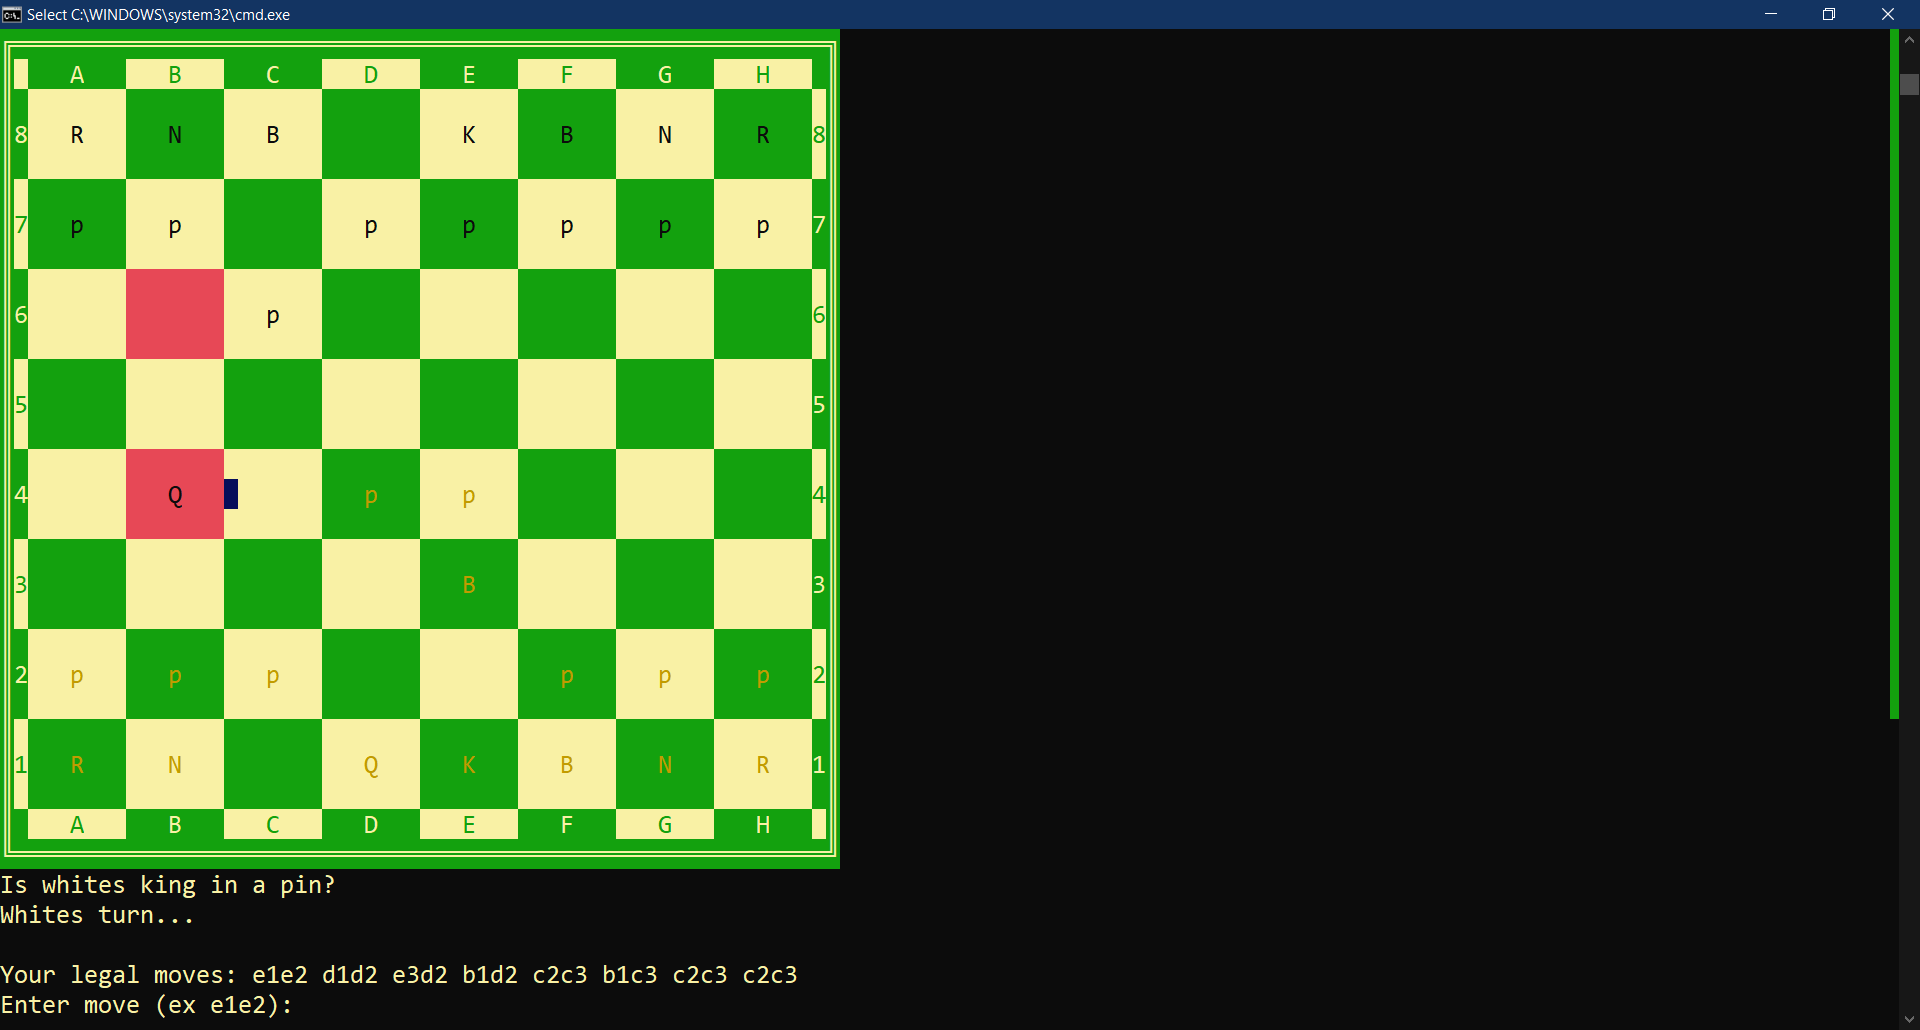 Select C:\WINDOWS\system32\cmd.exe
A B C D E F G H
8 R N B K B N R 8
7 p p p p p p p 7
6 p 6
5 5
4 Q p p 4
3 B 3
2 p p p p p p 2
1 R N Q K B N R 1
A B C D E F G H
Is whites king in a pin?
Whites turn...
Your legal moves: e1e2 d1d2 e3d2 b1d2 c2c3 b1c3 c2c3 c2c3
Enter move (ex e1e2):